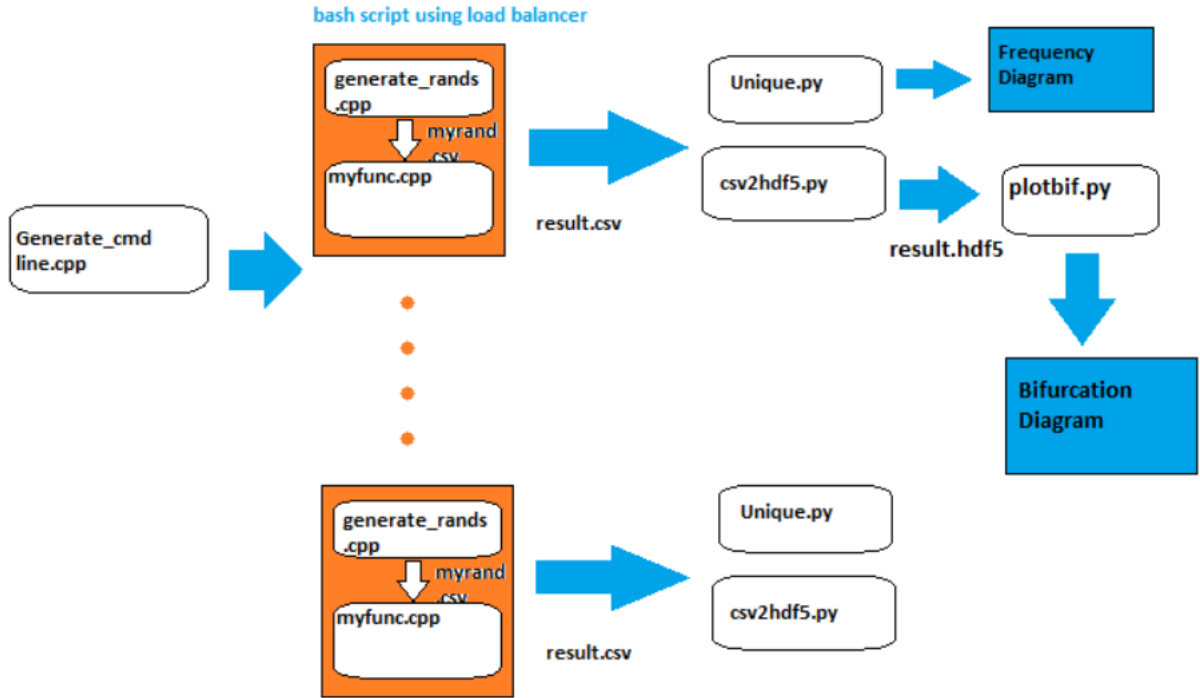 bash script using load balancer
generate_rands
.cpp
myrand
.csv
myfunc.cpp
Generate_cmd
line.cpp
result.csv
Unique.py
csv2hdf5.py
Frequency
Diagram
result.hdf5
plotbif.py
Bifurcation
Diagram
generate_rands
.cpp
myrand
.csv
myfunc.cpp
result.csv
Unique.py
csv2hdf5.py